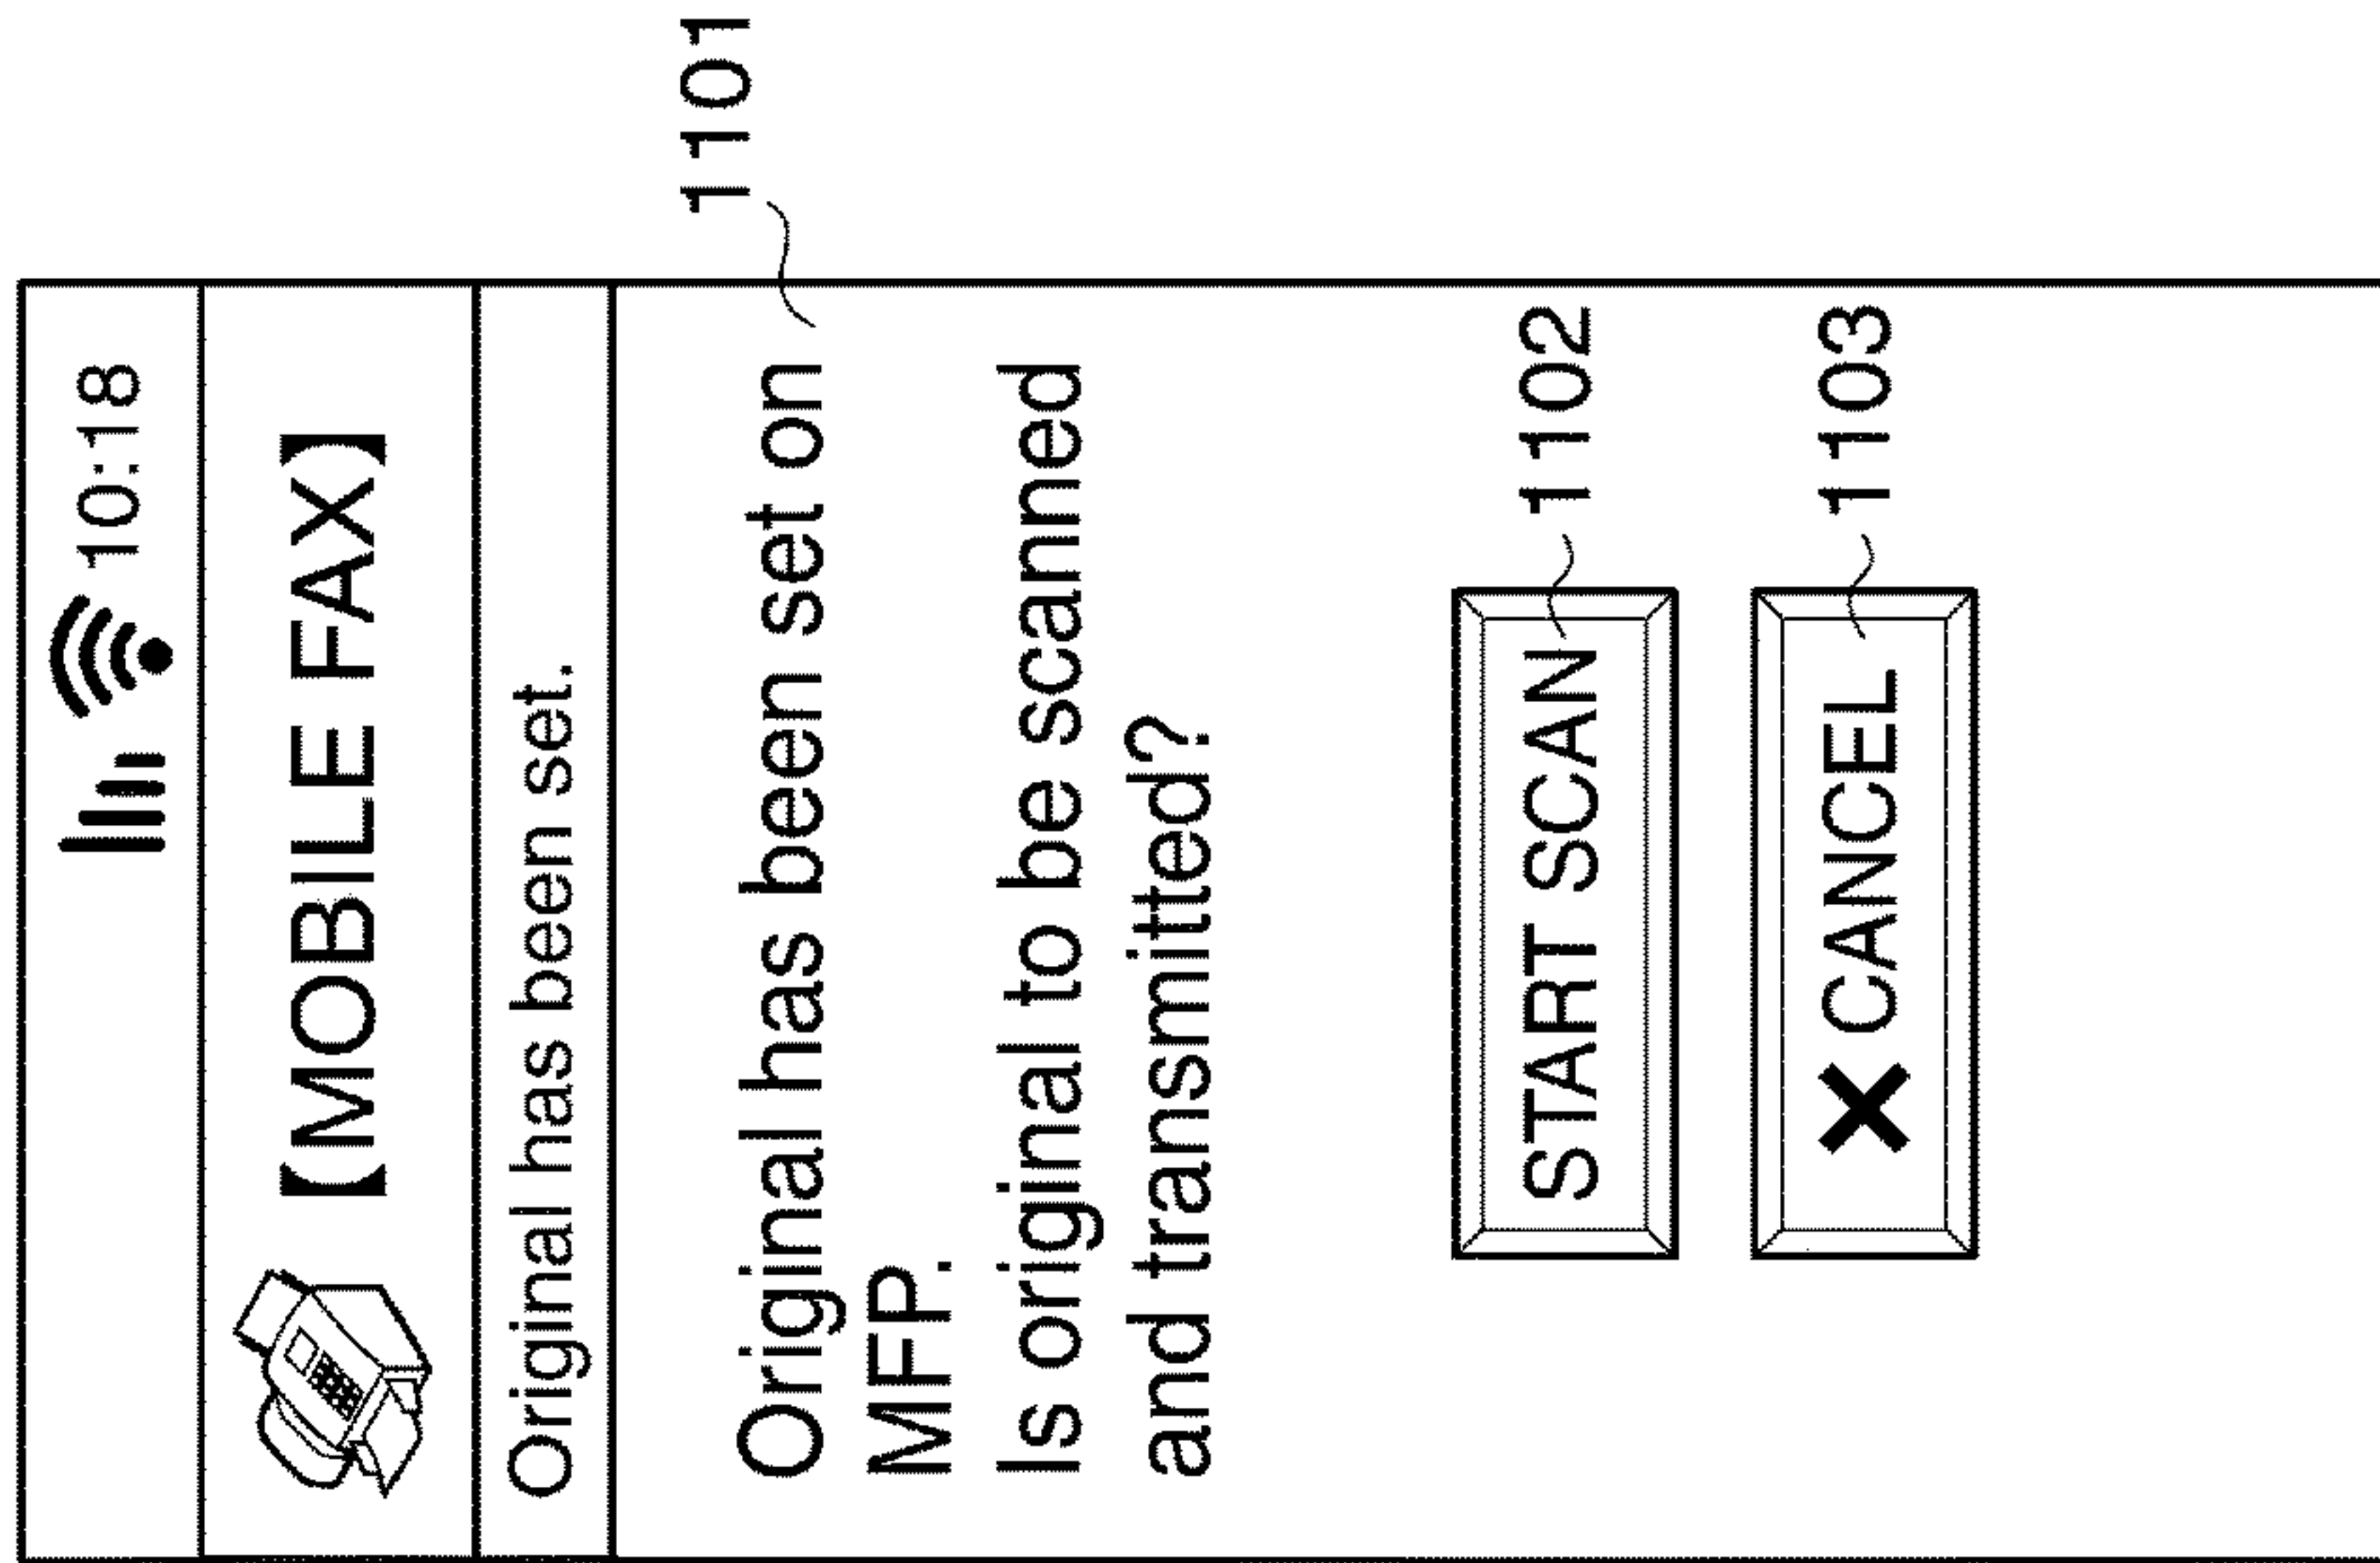 10:18
【MOBILE FAX】
Original has been set.
1101
Original has been set on
MFP.
Is original to be scanned
and transmitted?
START SCAN
1102
✕ CANCEL
1103